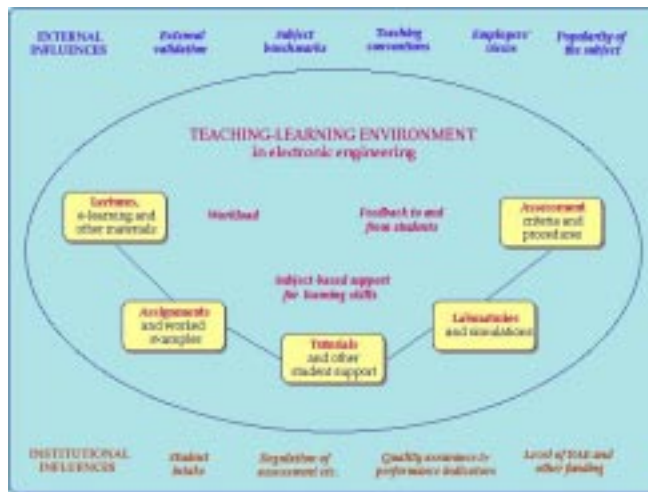 EXTERNAL INFLUENCES
External validation
Subject benchmarks
Teaching conventions
Employers' views
Popularity of the subject
TEACHING-LEARNING ENVIRONMENT
in electronic engineering
Lectures,
e-learning and
other materials
Workload
Feedback to and
from students
Assessment
criteria and
procedures
Subject-based support
for learning skills
Assignments
and worked
examples
Tutorials
and other
student support
Laboratories
and simulations
INSTITUTIONAL INFLUENCES
Student intake
Regulation of assessment etc.
Quality assurance &
performance indicators
Level of RAE and
other funding